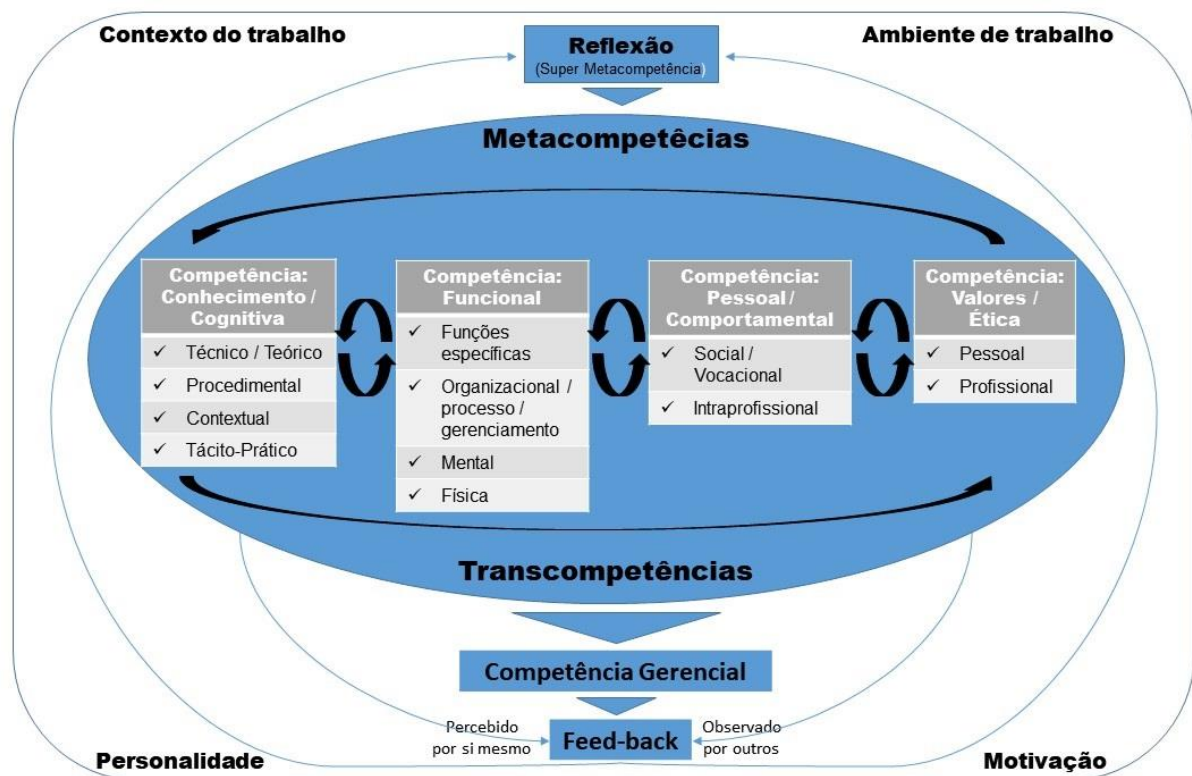 Contexto do trabalho
Ambiente de trabalho
Reflexão
(Super Metacompetência)
Metacompetêcias
Competência:
Conhecimento /
Cognitiva
✓ Técnico / Teórico
✓ Procedimental
✓ Contextual
✓ Tácito-Prático
Competência:
Funcional
✓ Funções
específicas
✓ Organizacional /
processo /
gerenciamento
✓ Mental
✓ Física
Competência:
Pessoal /
Comportamental
✓ Social /
Vocacional
✓ Intraprofissional
Competência:
Valores /
Ética
✓ Pessoal
✓ Profissional
Transcompetências
Competência Gerencial
Percebido
por si mesmo
Feed-back
Observado
por outros
Personalidade
Motivação